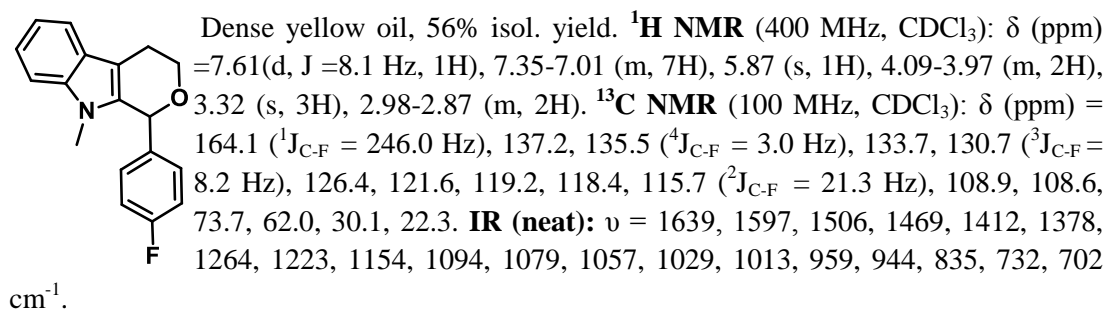 Dense yellow oil, 56% isol. yield. ¹H NMR (400 MHz, CDCl₃): δ (ppm)
=7.61(d, J =8.1 Hz, 1H), 7.35-7.01 (m, 7H), 5.87 (s, 1H), 4.09-3.97 (m, 2H),
3.32 (s, 3H), 2.98-2.87 (m, 2H). ¹³C NMR (100 MHz, CDCl₃): δ (ppm) =
164.1 (¹J_C-F = 246.0 Hz), 137.2, 135.5 (⁴J_C-F = 3.0 Hz), 133.7, 130.7 (³J_C-F =
8.2 Hz), 126.4, 121.6, 119.2, 118.4, 115.7 (²J_C-F = 21.3 Hz), 108.9, 108.6,
73.7, 62.0, 30.1, 22.3. IR (neat): υ = 1639, 1597, 1506, 1469, 1412, 1378,
1264, 1223, 1154, 1094, 1079, 1057, 1029, 1013, 959, 944, 835, 732, 702
cm⁻¹.
O
N
F